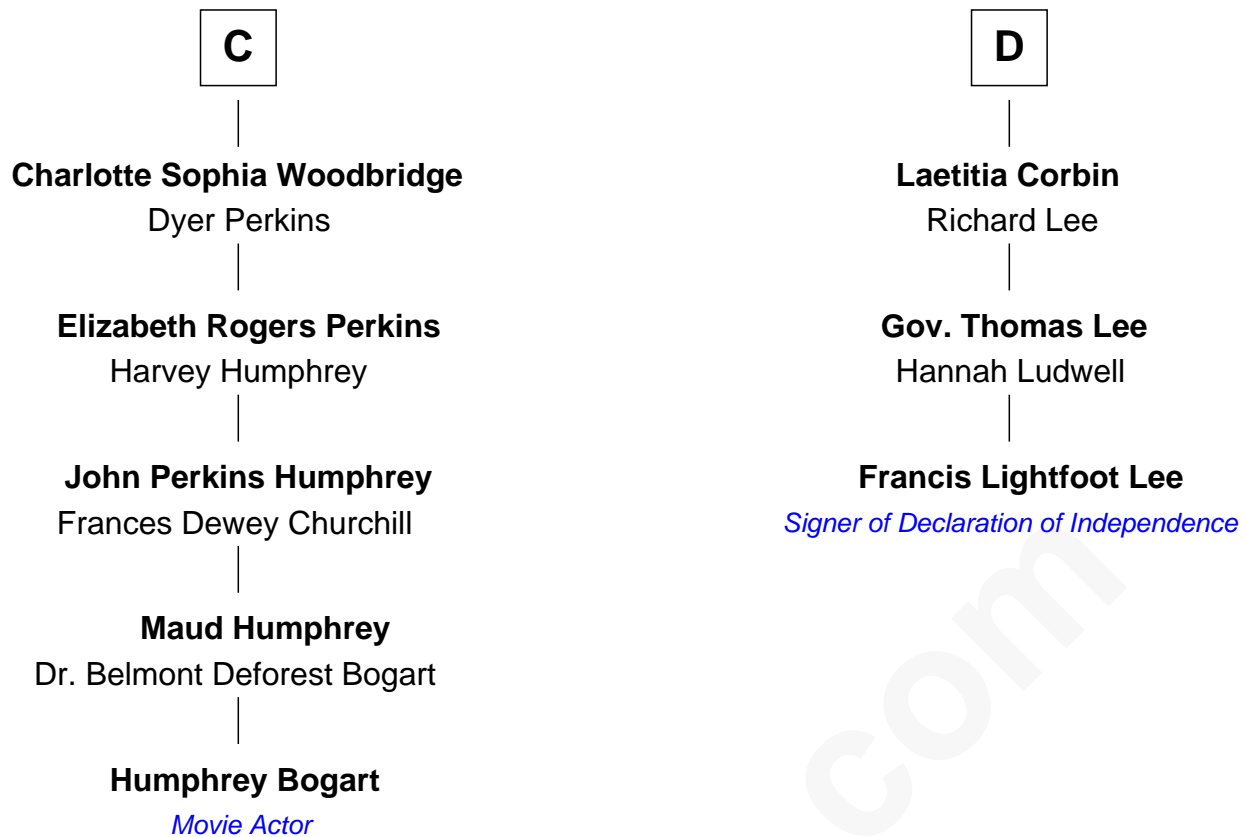 C
Charlotte Sophia Woodbridge
Dyer Perkins
Elizabeth Rogers Perkins
Harvey Humphrey
John Perkins Humphrey
Frances Dewey Churchill
Maud Humphrey
Dr. Belmont Deforest Bogart
Humphrey Bogart
Movie Actor
D
Laetitia Corbin
Richard Lee
Gov. Thomas Lee
Hannah Ludwell
Francis Lightfoot Lee
Signer of Declaration of Independence
com